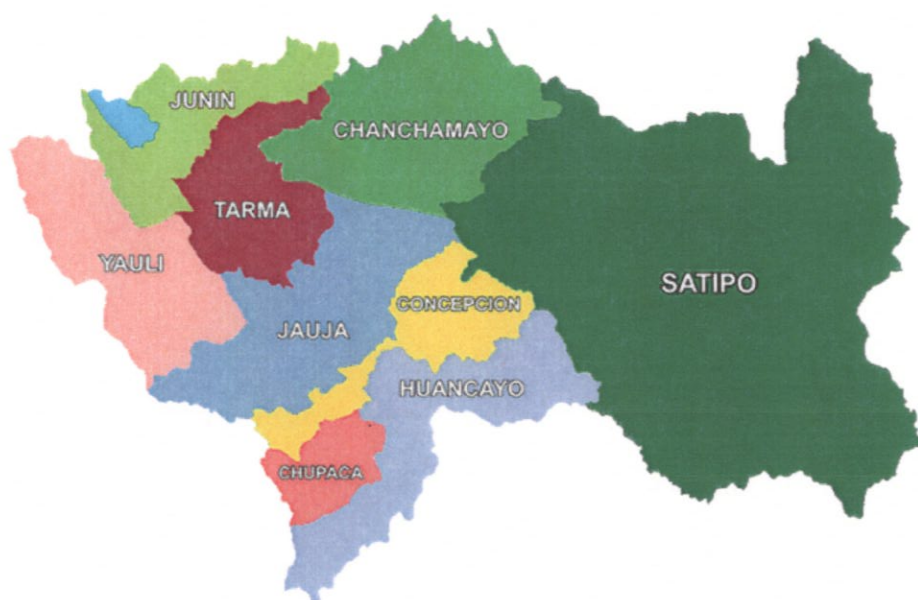 JUNIN
CHANCHAMAYO
TARMA
YAULI
SATIPO
CONCEPCION
JAUJA
HUANCAYO
CHUPACA